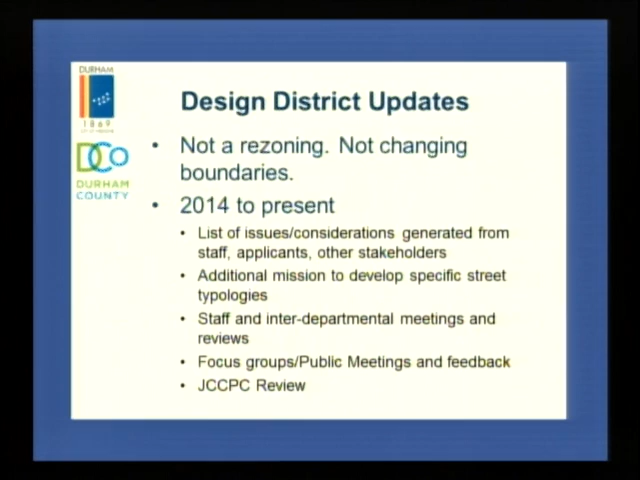 DURHAM
1869
DURHAM
COUNTY
Design District Updates
• Not a rezoning. Not changing
boundaries.
• 2014 to present
• List of issues/considerations generated from
staff, applicants, other stakeholders
• Additional mission to develop specific street
typologies
• Staff and inter-departmental meetings and
reviews
• Focus groups/Public Meetings and feedback
• JCCPC Review